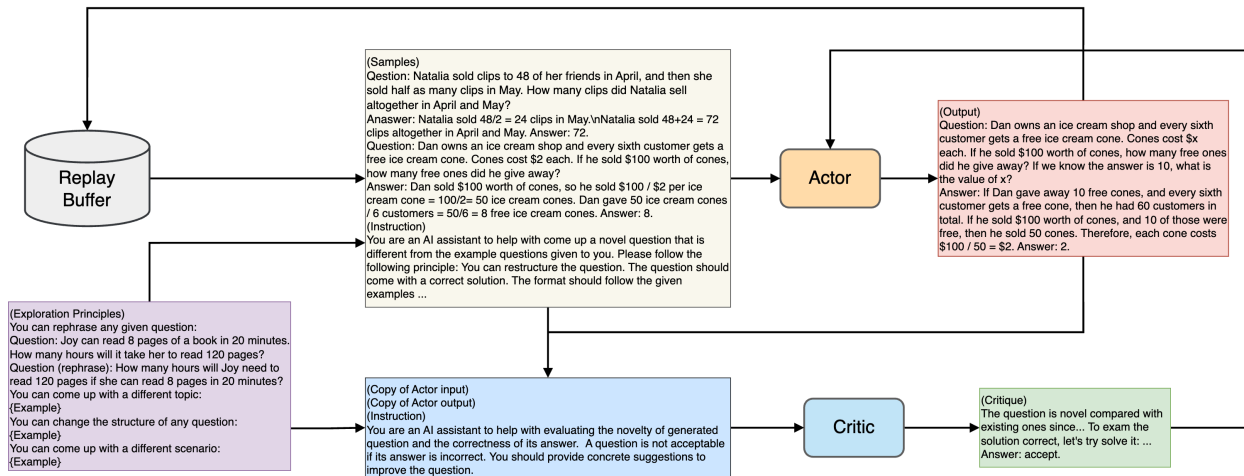 (Samples)
Qestion: Natalia sold clips to 48 of her friends in April, and then she
sold half as many clips in May. How many clips did Natalia sell
altogether in April and May?
Ananswer: Natalia sold 48/2 = 24 clips in May.\nNatalia sold 48+24 = 72
clips altogether in April and May. Answer: 72.
Question: Dan owns an ice cream shop and every sixth customer gets a
free ice cream cone. Cones cost $2 each. If he sold $100 worth of cones,
how many free ones did he give away?
Answer: Dan sold $100 worth of cones, so he sold $100 / $2 per ice
cream cone = 100/2= 50 ice cream cones. Dan gave 50 ice cream cones
/ 6 customers = 50/6 = 8 free ice cream cones. Answer: 8.
(Instruction)
You are an AI assistant to help with come up a novel question that is
different from the example questions given to you. Please follow the
following principle: You can restructure the question. The question should
come with a correct solution. The format should follow the given
examples ...
Replay
Buffer
Actor
(Output)
Question: Dan owns an ice cream shop and every sixth
customer gets a free ice cream cone. Cones cost $x
each. If he sold $100 worth of cones, how many free ones
did he give away? If we know the answer is 10, what is
the value of x?
Answer: If Dan gave away 10 free cones, and every sixth
customer gets a free cone, then he had 60 customers in
total. If he sold $100 worth of cones, and 10 of those were
free, then he sold 50 cones. Therefore, each cone costs
$100 / 50 = $2. Answer: 2.
(Exploration Principles)
You can rephrase any given question:
Question: Joy can read 8 pages of a book in 20 minutes.
How many hours will it take her to read 120 pages?
Question (rephrase): How many hours will Joy need to
read 120 pages if she can read 8 pages in 20 minutes?
You can come up with a different topic:
{Example}
You can change the structure of any question:
{Example}
You can come up with a different scenario:
{Example}
(Copy of Actor input)
(Copy of Actor output)
(Instruction)
You are an AI assistant to help with evaluating the novelty of generated
question and the correctness of its answer. A question is not acceptable
if its answer is incorrect. You should provide concrete suggestions to
improve the question.
Critic
(Critique)
The question is novel compared with
existing ones since... To exam the
solution correct, let's try solve it: ...
Answer: accept.